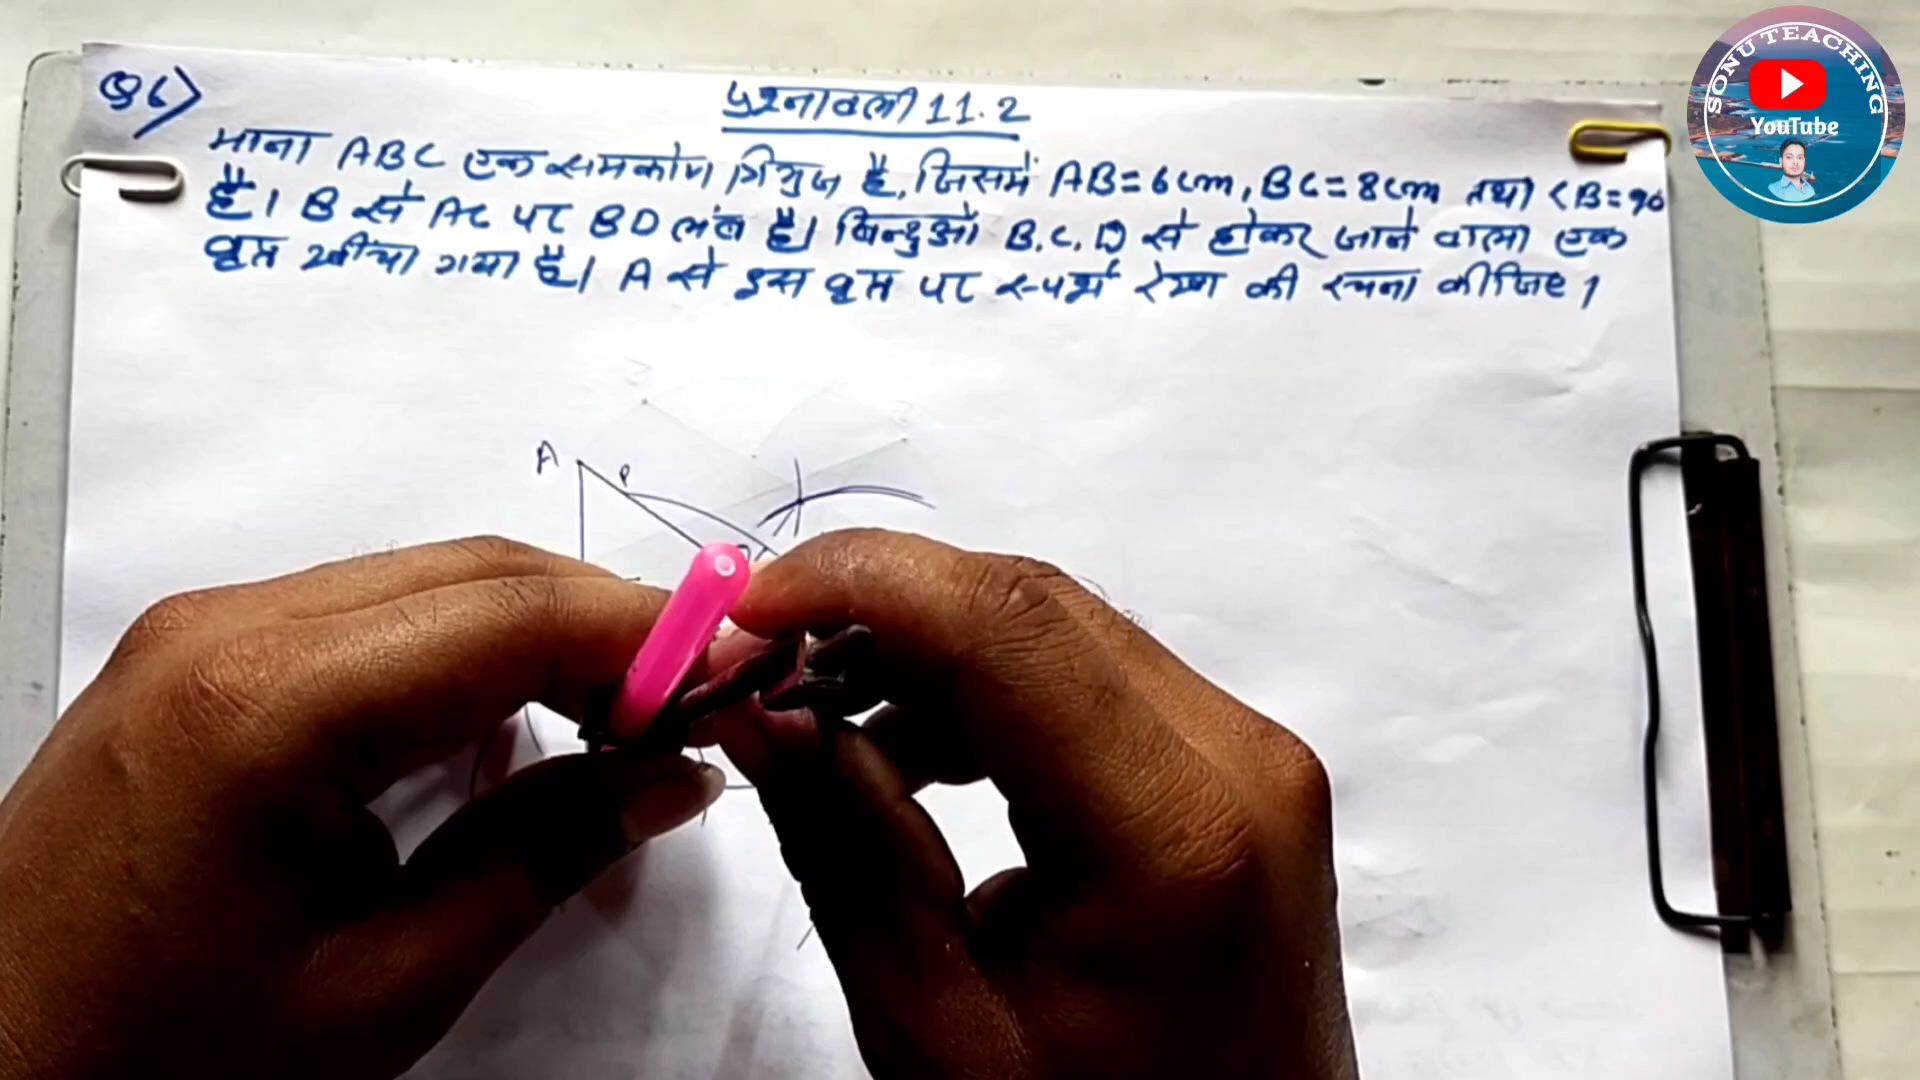 प्रश्नावली 11.2
Q6)
माना ABC एक समकोण त्रिभुज है, जिसमें AB=6cm, BC=8cm तथा <B=90
है। B से AC पर BD लंब है। बिन्दुओं B, C, D से होकर जाने वाला एक
वृत्त खींचा गया है। A से इस वृत्त पर स्पर्श रेखा की रचना कीजिए।
A
P
SONU TEACHING
YouTube